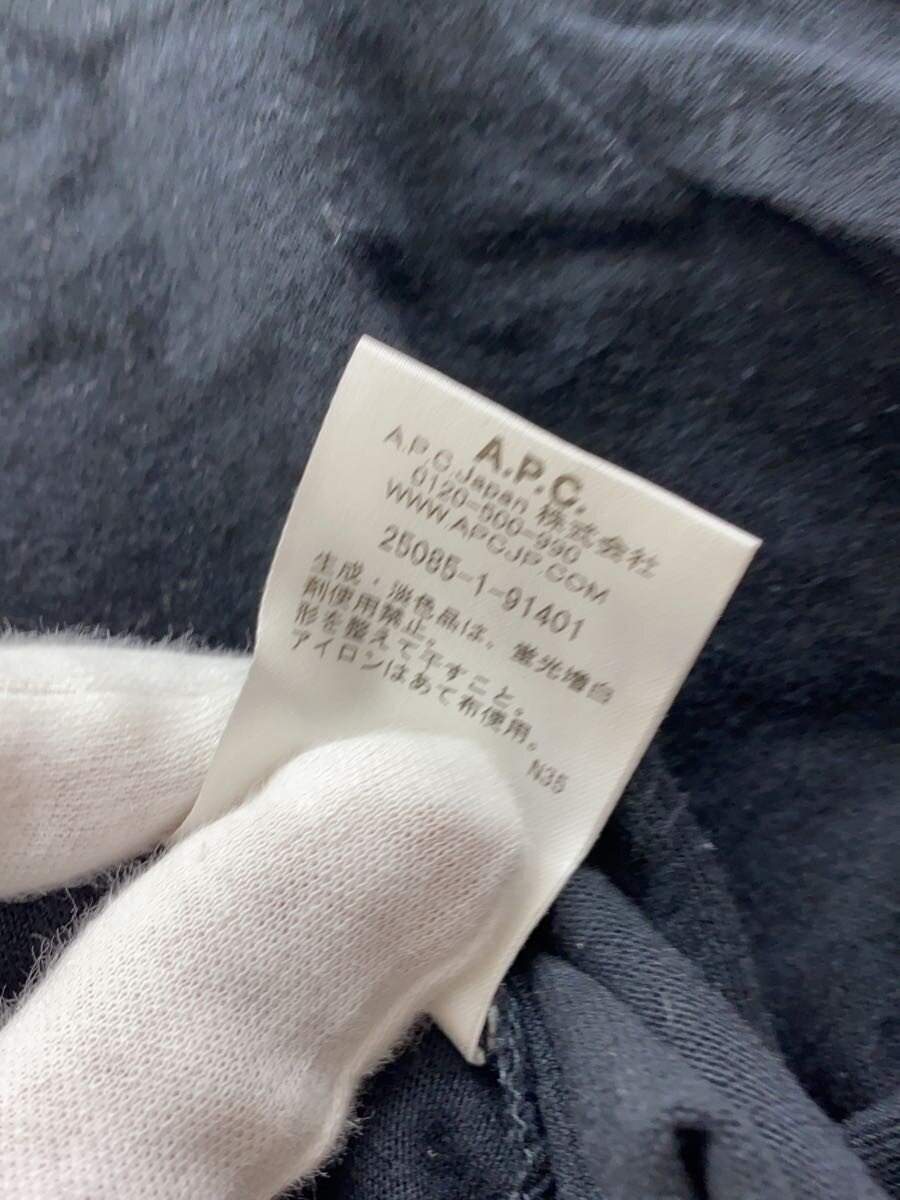 A.P.C.
A.P.C.Japan 株式会社
0120-500-990
WWW.APCJP.COM
25085-1-91401
生成・淡色品は、蛍光増白
剤使用禁止。
形を整えて干すこと。
アイロンはあて布使用。
N35